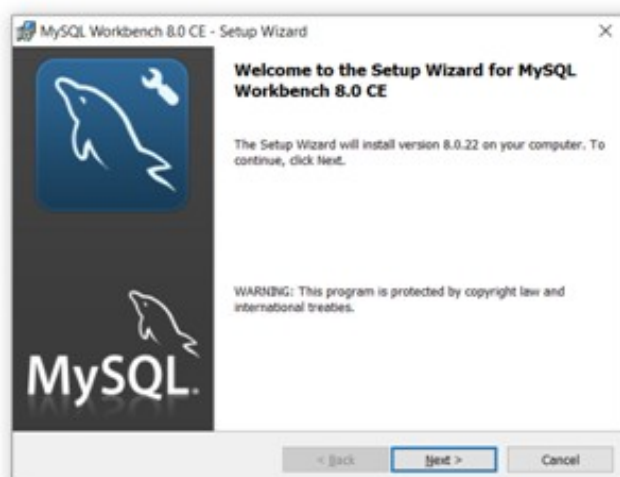 MySQL Workbench 8.0 CE - Setup Wizard
Welcome to the Setup Wizard for MySQL
Workbench 8.0 CE
The Setup Wizard will install version 8.0.22 on your computer. To
continue, click Next.
WARNING: This program is protected by copyright law and
international treaties.
MySQL.
< Back
Next >
Cancel